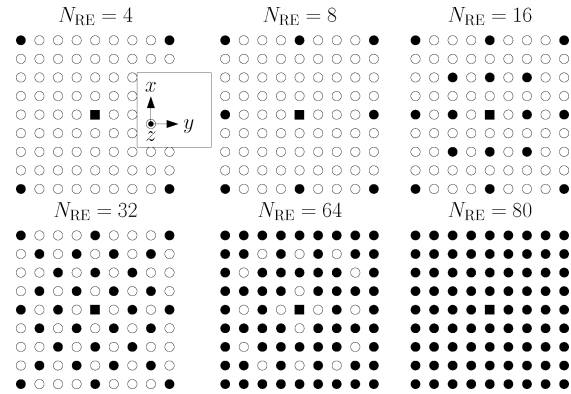 N_RE = 4
N_RE = 8
N_RE = 16
x
y
z
N_RE = 32
N_RE = 64
N_RE = 80